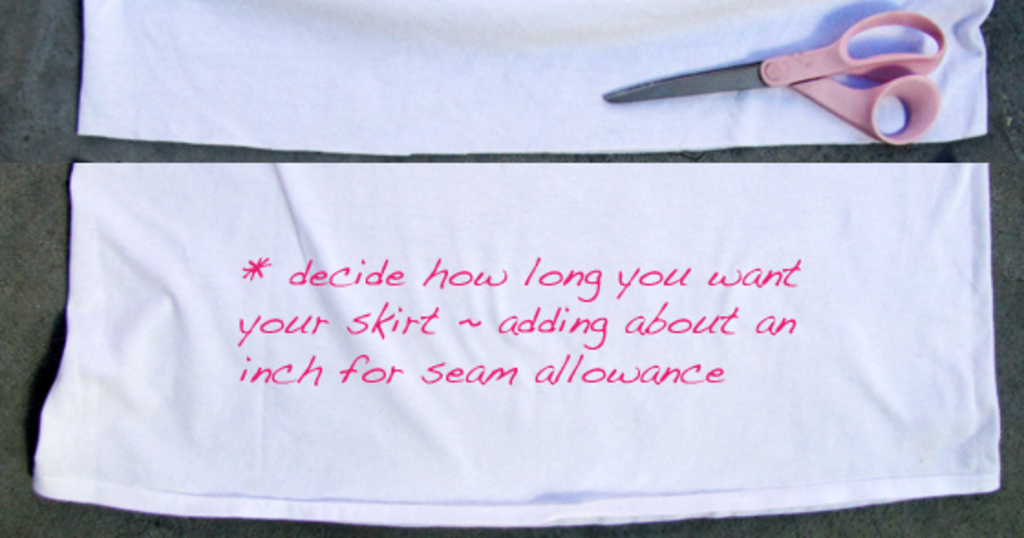 * decide how long you want
your skirt ~ adding about an
inch for seam allowance